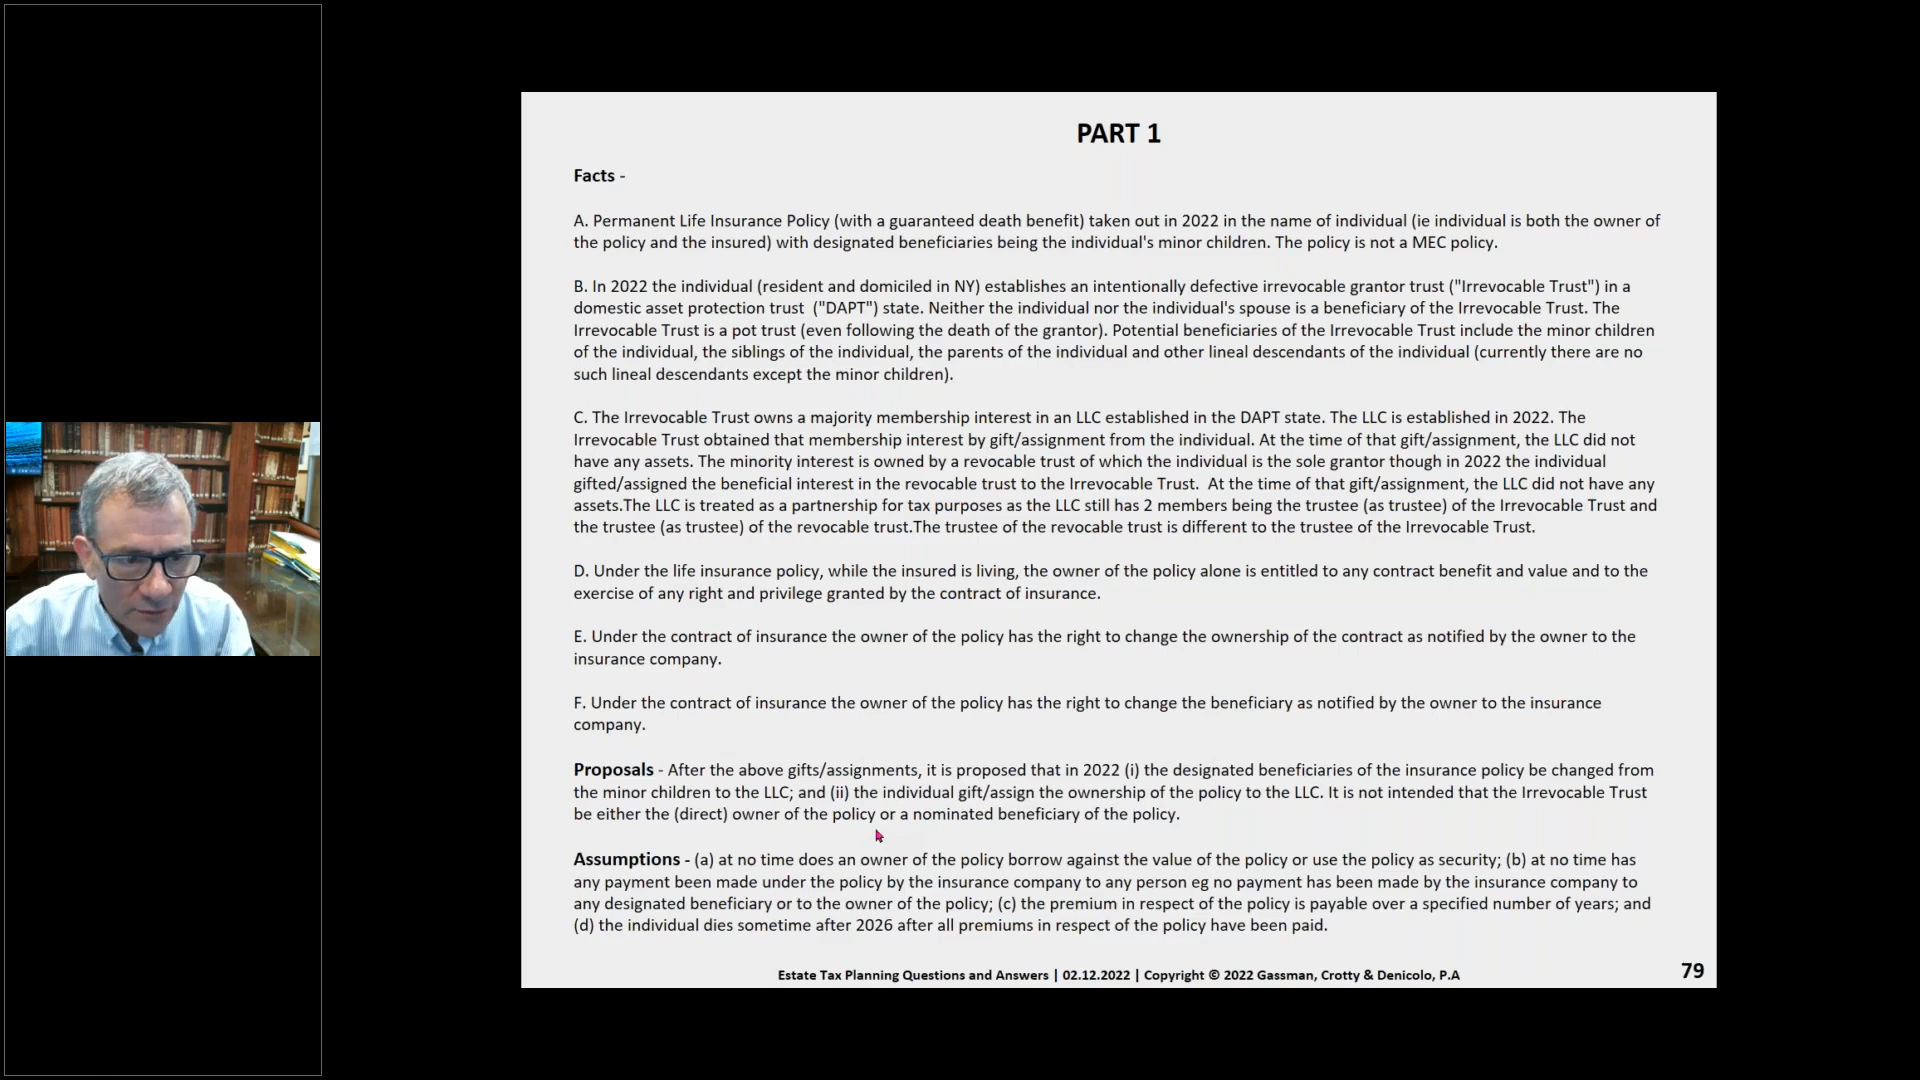 PART 1
Facts -
A. Permanent Life Insurance Policy (with a guaranteed death benefit) taken out in 2022 in the name of individual (ie individual is both the owner of
the policy and the insured) with designated beneficiaries being the individual's minor children. The policy is not a MEC policy.
B. In 2022 the individual (resident and domiciled in NY) establishes an intentionally defective irrevocable grantor trust ("Irrevocable Trust") in a
domestic asset protection trust  ("DAPT") state. Neither the individual nor the individual's spouse is a beneficiary of the Irrevocable Trust. The
Irrevocable Trust is a pot trust (even following the death of the grantor). Potential beneficiaries of the Irrevocable Trust include the minor children
of the individual, the siblings of the individual, the parents of the individual and other lineal descendants of the individual (currently there are no
such lineal descendants except the minor children).
C. The Irrevocable Trust owns a majority membership interest in an LLC established in the DAPT state. The LLC is established in 2022. The
Irrevocable Trust obtained that membership interest by gift/assignment from the individual. At the time of that gift/assignment, the LLC did not
have any assets. The minority interest is owned by a revocable trust of which the individual is the sole grantor though in 2022 the individual
gifted/assigned the beneficial interest in the revocable trust to the Irrevocable Trust.  At the time of that gift/assignment, the LLC did not have any
assets.The LLC is treated as a partnership for tax purposes as the LLC still has 2 members being the trustee (as trustee) of the Irrevocable Trust and
the trustee (as trustee) of the revocable trust.The trustee of the revocable trust is different to the trustee of the Irrevocable Trust.
D. Under the life insurance policy, while the insured is living, the owner of the policy alone is entitled to any contract benefit and value and to the
exercise of any right and privilege granted by the contract of insurance.
E. Under the contract of insurance the owner of the policy has the right to change the ownership of the contract as notified by the owner to the
insurance company.
F. Under the contract of insurance the owner of the policy has the right to change the beneficiary as notified by the owner to the insurance
company.
Proposals - After the above gifts/assignments, it is proposed that in 2022 (i) the designated beneficiaries of the insurance policy be changed from
the minor children to the LLC; and (ii) the individual gift/assign the ownership of the policy to the LLC. It is not intended that the Irrevocable Trust
be either the (direct) owner of the policy or a nominated beneficiary of the policy.
Assumptions - (a) at no time does an owner of the policy borrow against the value of the policy or use the policy as security; (b) at no time has
any payment been made under the policy by the insurance company to any person eg no payment has been made by the insurance company to
any designated beneficiary or to the owner of the policy; (c) the premium in respect of the policy is payable over a specified number of years; and
(d) the individual dies sometime after 2026 after all premiums in respect of the policy have been paid.
Estate Tax Planning Questions and Answers | 02.12.2022 | Copyright © 2022 Gassman, Crotty & Denicolo, P.A
79